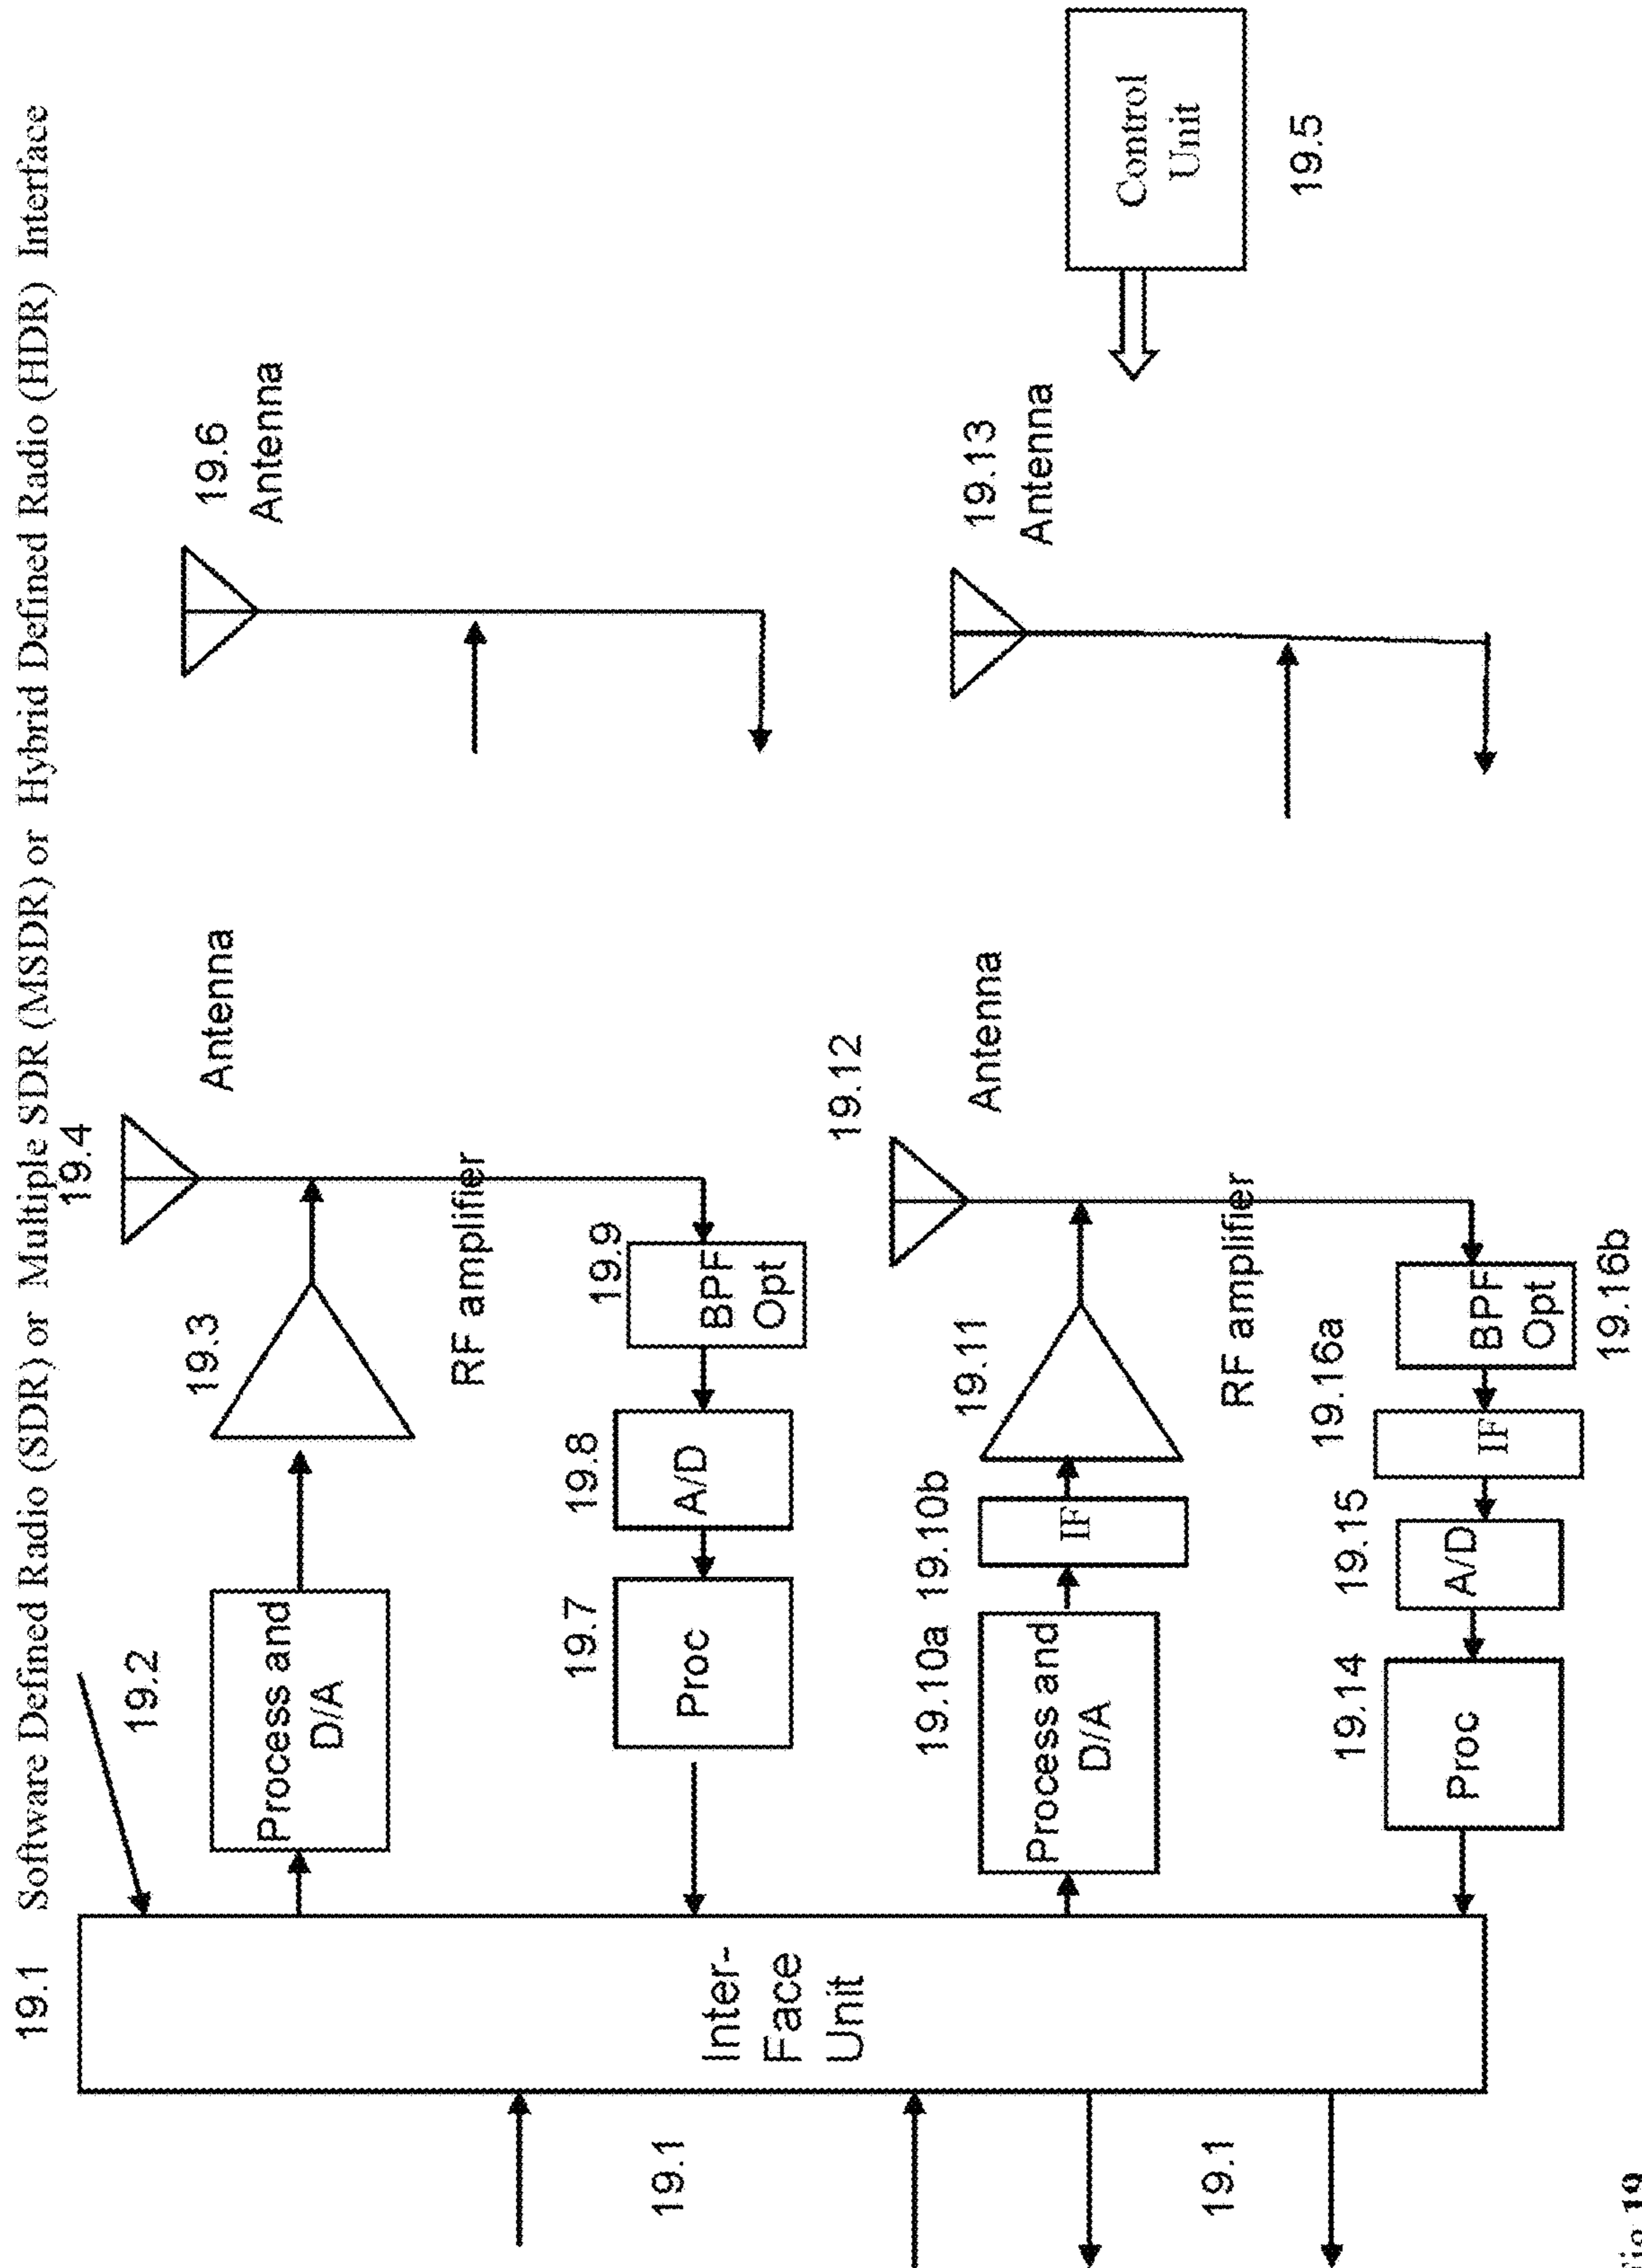 19.1 Software Defined Radio (SDR) or Multiple SDR (MSDR) or Hybrid Defined Radio (HDR) Interface
19.4
Antenna
19.6
Antenna
19.2
19.3
Process and
D/A
RF amplifier
19.7
19.8
19.9
Proc
A/D
BPF
Opt
Inter-
Face
Unit
19.1
19.12
Antenna
19.13
Antenna
19.10a
19.10b
19.11
Process and
D/A
IF
RF amplifier
Control
Unit
19.5
19.1
19.14
19.15
19.16a
Proc
A/D
IF
BPF
Opt
19.16b
19